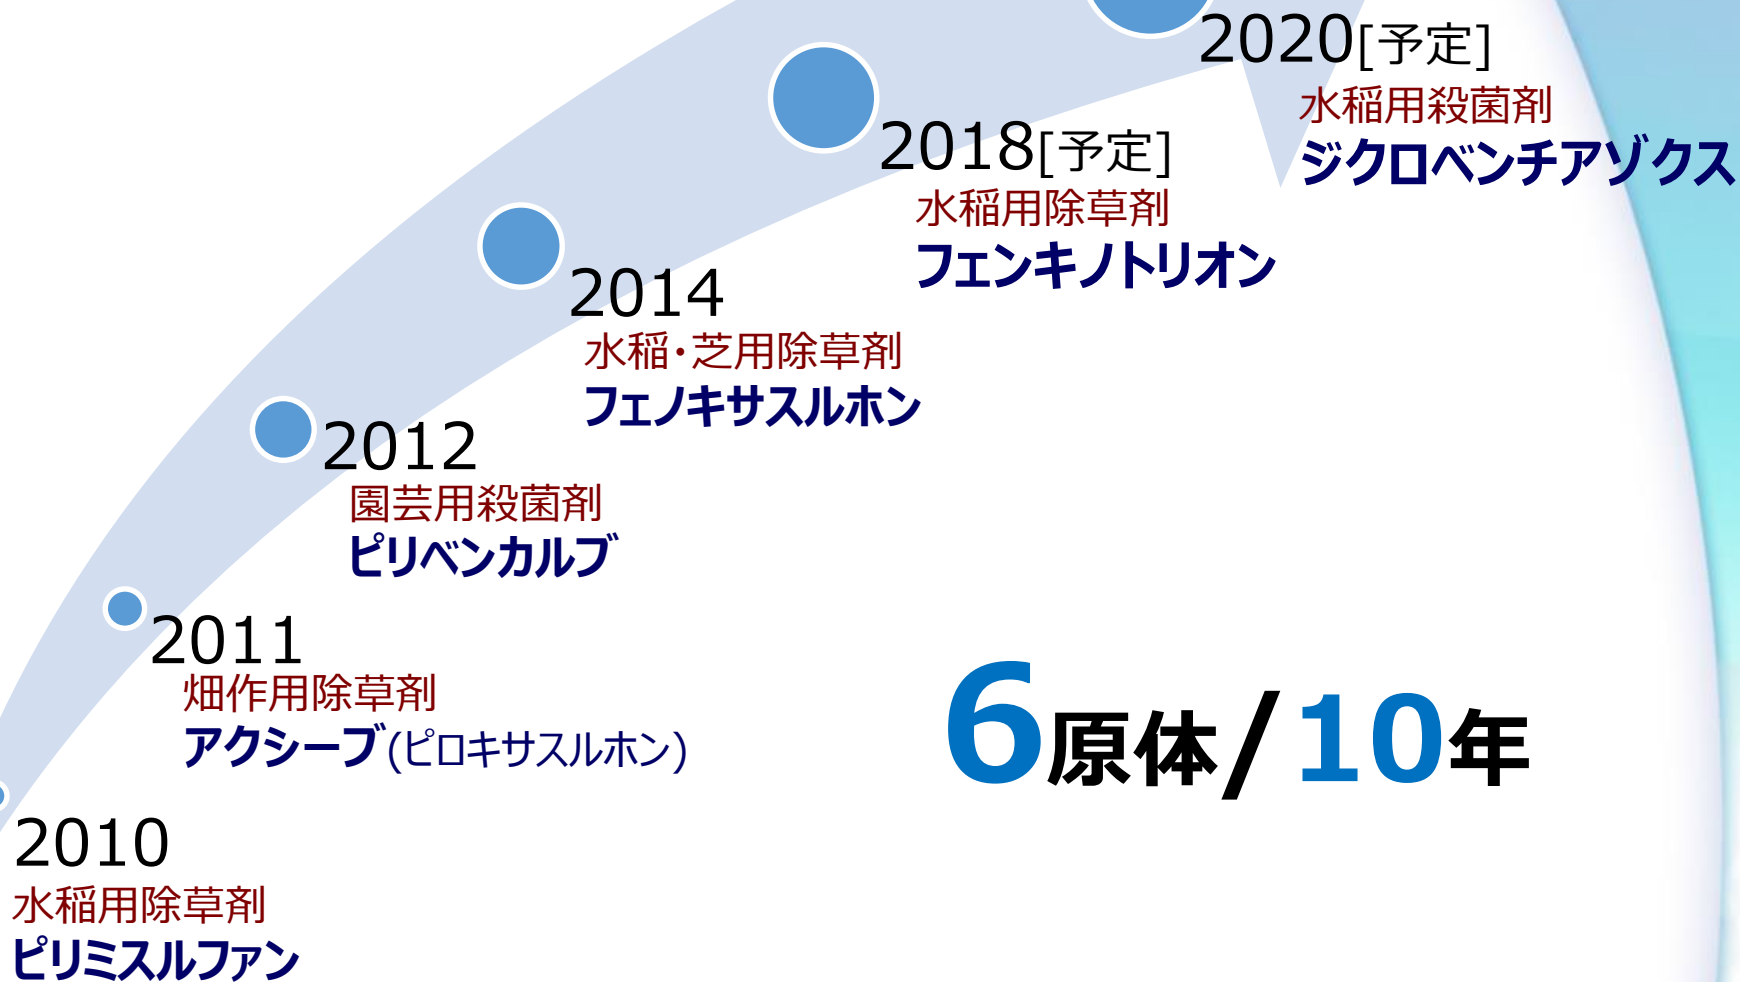 2020[予定]
水稲用殺菌剤
ジクロベンチアゾクス
2018[予定]
水稲用除草剤
フェンキノトリオン
2014
水稲・芝用除草剤
フェノキサスルホン
2012
園芸用殺菌剤
ピリベンカルブ
2011
畑作用除草剤
アクシーブ(ピロキサスルホン)
2010
水稲用除草剤
ピリミスルファン
6原体/10年